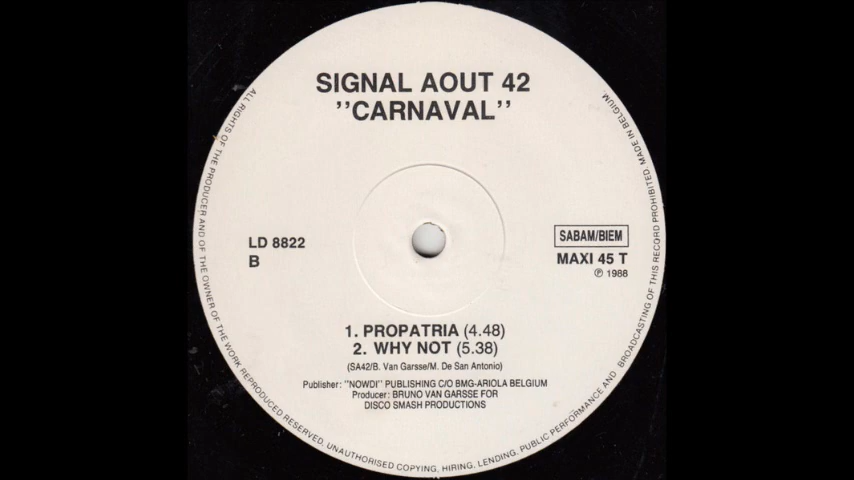 SIGNAL AOUT 42
"CARNAVAL"
LD 8822
B
SABAM/BIEM
MAXI 45 T
℗ 1988
1. PROPATRIA (4.48)
2. WHY NOT (5.38)
(SA42/B. Van Garsse/M. De San Antonio)
Publisher: "NOWDI" PUBLISHING C/O BMG-ARIOLA BELGIUM
Producer: BRUNO VAN GARSSE FOR
DISCO SMASH PRODUCTIONS
ALL RIGHTS OF THE PRODUCER AND OF THE OWNER OF THE WORK REPRODUCED RESERVED. UNAUTHORISED COPYING, HIRING, LENDING, PUBLIC PERFORMANCE AND BROADCASTING OF THIS RECORD PROHIBITED. MADE IN BELGIUM